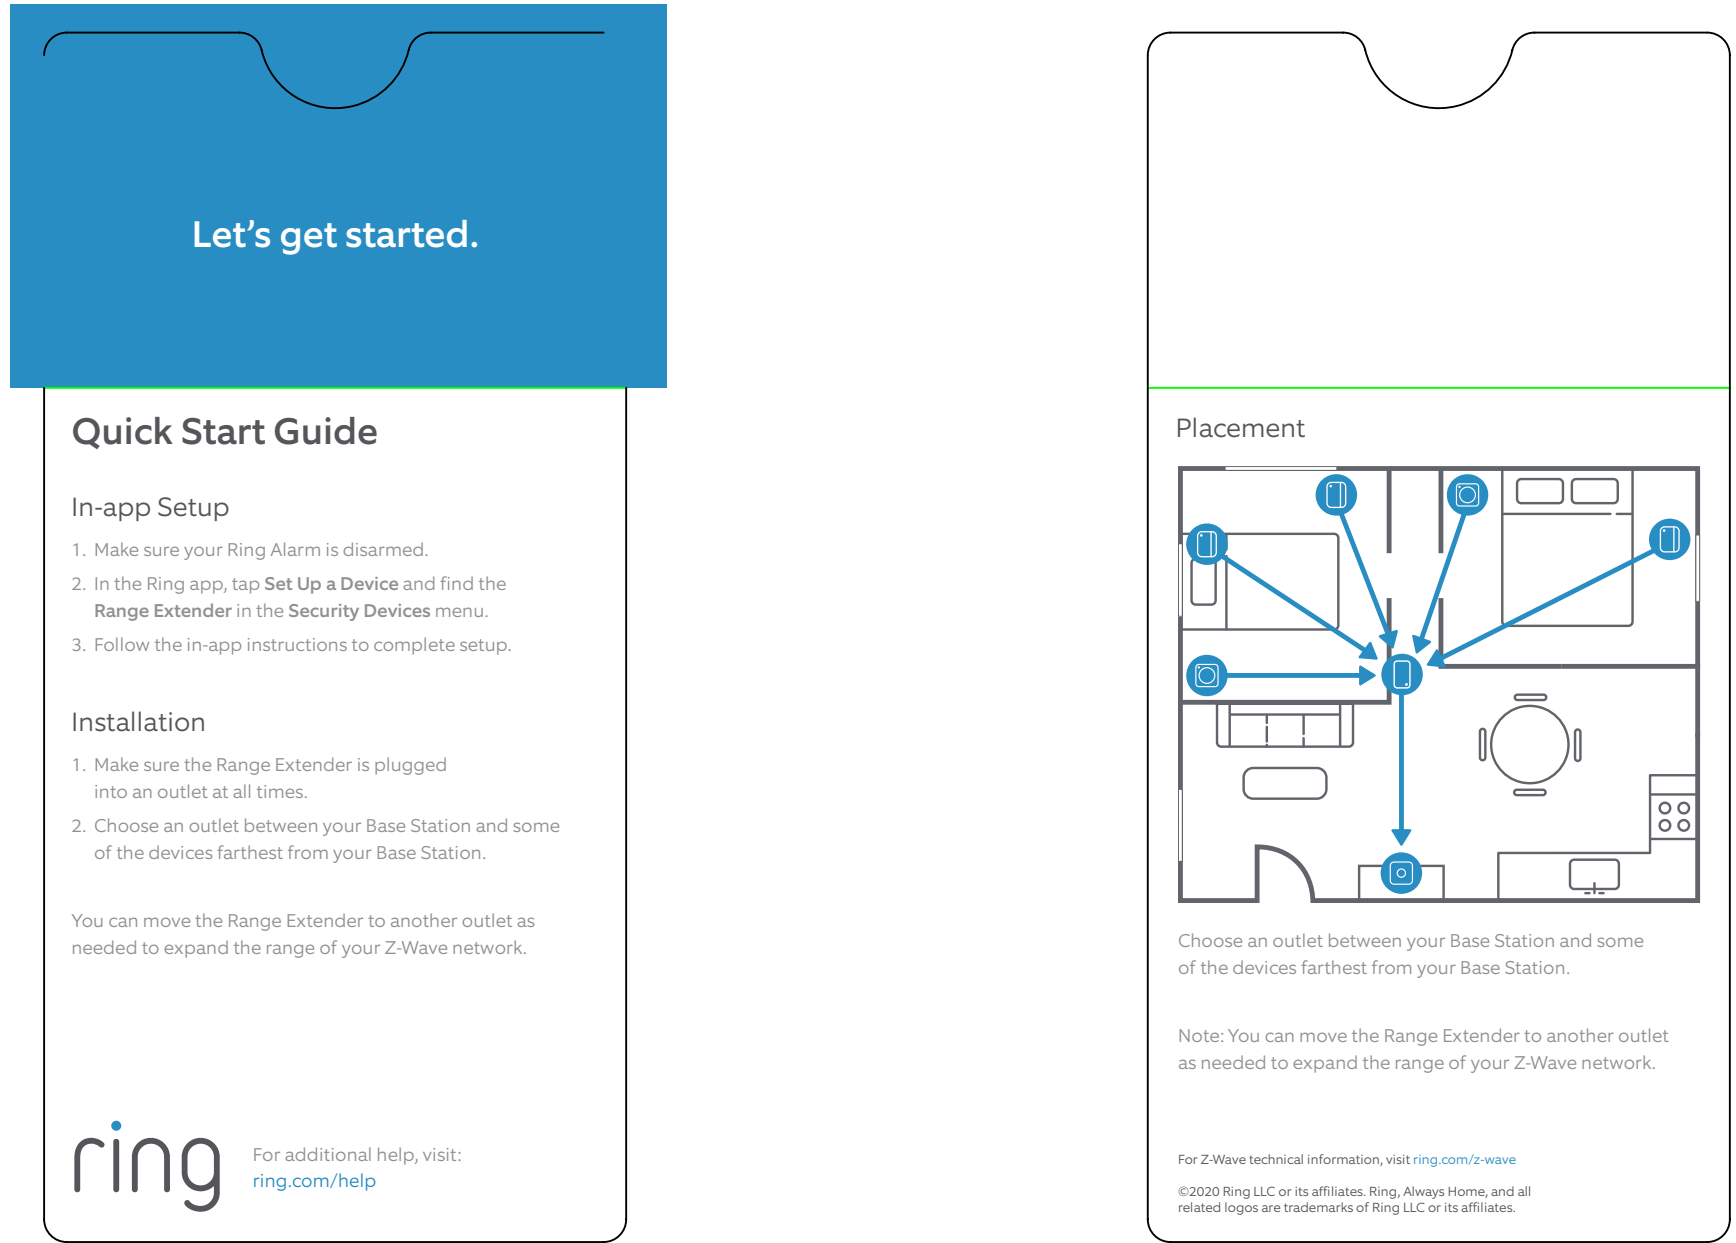 Let's get started.
Quick Start Guide
In-app Setup
1. Make sure your Ring Alarm is disarmed.
2. In the Ring app, tap Set Up a Device and find the
Range Extender in the Security Devices menu.
3. Follow the in-app instructions to complete setup.
Installation
1. Make sure the Range Extender is plugged
into an outlet at all times.
2. Choose an outlet between your Base Station and some
of the devices farthest from your Base Station.
You can move the Range Extender to another outlet as
needed to expand the range of your Z-Wave network.
ring
For additional help, visit:
ring.com/help
Placement
Choose an outlet between your Base Station and some
of the devices farthest from your Base Station.
Note: You can move the Range Extender to another outlet
as needed to expand the range of your Z-Wave network.
For Z-Wave technical information, visit ring.com/z-wave
©2020 Ring LLC or its affiliates. Ring, Always Home, and all
related logos are trademarks of Ring LLC or its affiliates.